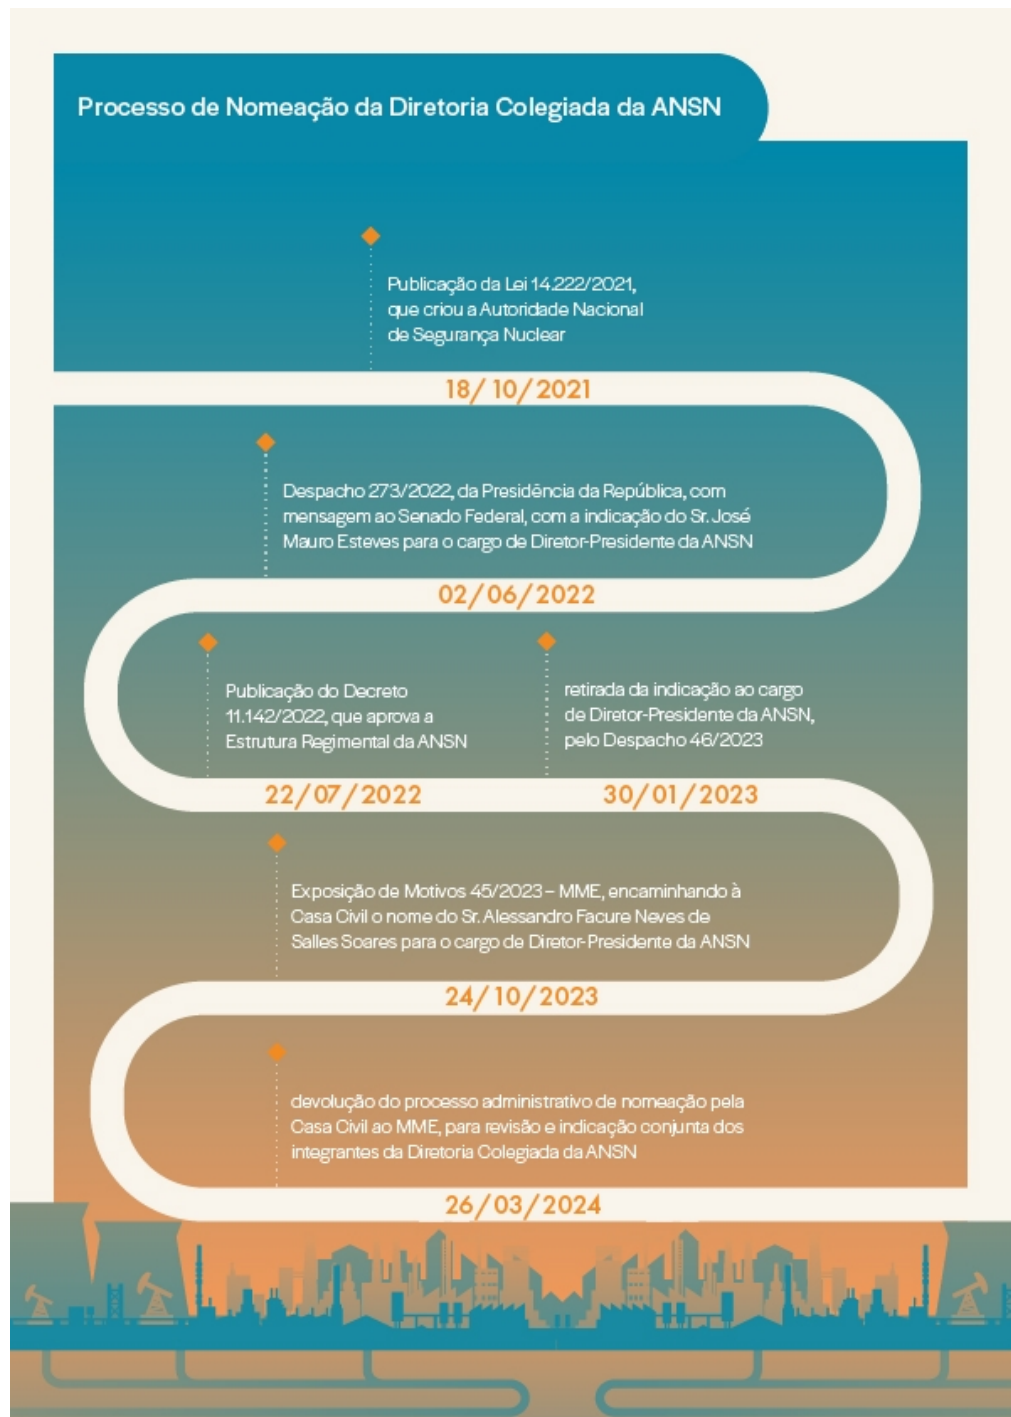 Processo de Nomeação da Diretoria Colegiada da ANSN
Publicação da Lei 14.222/2021,
que criou a Autoridade Nacional
de Segurança Nuclear
18/10/2021
Despacho 273/2022, da Presidência da República, com
mensagem ao Senado Federal, com a indicação do Sr. José
Mauro Esteves para o cargo de Diretor-Presidente da ANSN
02/06/2022
Publicação do Decreto
11.142/2022, que aprova a
Estrutura Regimental da ANSN
22/07/2022
retirada da indicação ao cargo
de Diretor-Presidente da ANSN,
pelo Despacho 46/2023
30/01/2023
Exposição de Motivos 45/2023 – MME, encaminhando à
Casa Civil o nome do Sr. Alessandro Facure Neves de
Salles Soares para o cargo de Diretor-Presidente da ANSN
24/10/2023
devolução do processo administrativo de nomeação pela
Casa Civil ao MME, para revisão e indicação conjunta dos
integrantes da Diretoria Colegiada da ANSN
26/03/2024